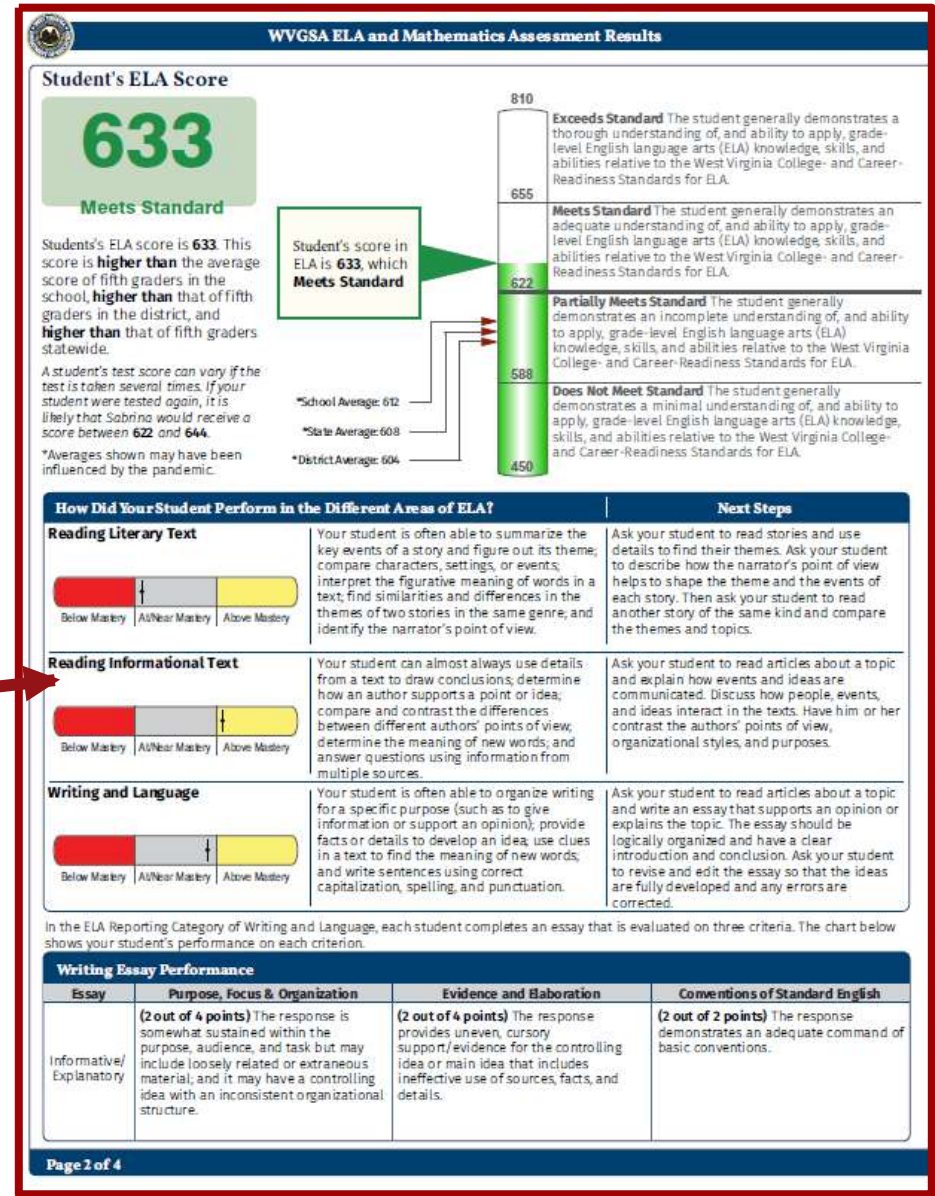 WVGSA ELA and Mathematics Assessment Results
Student's ELA Score
633
Meets Standard
Students's ELA score is 633. This
score is higher than the average
score of fifth graders in the
school, higher than that of fifth
graders in the district, and
higher than that of fifth graders
statewide.
A student's test score can vary if the
test is taken several times. If your
student were tested again, it is
likely that Sabrina would receive a
score between 622 and 644.
*Averages shown may have been
influenced by the pandemic.
Student's score in
ELA is 633, which
Meets Standard
*School Average: 612
*State Average: 608
*District Average: 604
810
655
622
588
450
Exceeds Standard The student generally demonstrates a
thorough understanding of, and ability to apply, grade-
level English language arts (ELA) knowledge, skills, and
abilities relative to the West Virginia College- and Career-
Readiness Standards for ELA.
Meets Standard The student generally demonstrates an
adequate understanding of, and ability to apply, grade-
level English language arts (ELA) knowledge, skills, and
abilities relative to the West Virginia College- and Career-
Readiness Standards for ELA.
Partially Meets Standard The student generally
demonstrates an incomplete understanding of, and ability
to apply, grade-level English language arts (ELA)
knowledge, skills, and abilities relative to the West Virginia
College- and Career-Readiness Standards for ELA.
Does Not Meet Standard The student generally
demonstrates a minimal understanding of, and ability to
apply, grade-level English language arts (ELA) knowledge,
skills, and abilities relative to the West Virginia College-
and Career-Readiness Standards for ELA.
How Did Your Student Perform in the Different Areas of ELA?
Next Steps
Reading Literary Text
Below Mastery At/Near Mastery Above Mastery
Your student is often able to summarize the
key events of a story and figure out its theme;
compare characters, settings, or events;
interpret the figurative meaning of words in a
text; find similarities and differences in the
themes of two stories in the same genre; and
identify the narrator's point of view.
Ask your student to read stories and use
details to find their themes. Ask your student
to describe how the narrator's point of view
helps to shape the theme and the events of
each story. Then ask your student to read
another story of the same kind and compare
the themes and topics.
Reading Informational Text
Below Mastery At/Near Mastery Above Mastery
Your student can almost always use details
from a text to draw conclusions; determine
how an author supports a point or idea;
compare and contrast the differences
between different authors' points of view;
determine the meaning of new words; and
answer questions using information from
multiple sources.
Ask your student to read articles about a topic
and explain how events and ideas are
communicated. Discuss how people, events,
and ideas interact in the texts. Have him or her
contrast the authors' points of view,
organizational styles, and purposes.
Writing and Language
Below Mastery At/Near Mastery Above Mastery
Your student is often able to organize writing
for a specific purpose (such as to give
information or support an opinion); provide
facts or details to develop an idea; use clues
in a text to find the meaning of new words;
and write sentences using correct
capitalization, spelling, and punctuation.
Ask your student to read articles about a topic
and write an essay that supports an opinion or
explains the topic. The essay should be
logically organized and have a clear
introduction and conclusion. Ask your student
to revise and edit the essay so that the ideas
are fully developed and any errors are
corrected.
In the ELA Reporting Category of Writing and Language, each student completes an essay that is evaluated on three criteria. The chart below
shows your student's performance on each criterion.
Writing Essay Performance
Essay
Purpose, Focus & Organization
Evidence and Elaboration
Conventions of Standard English
Informative/
Explanatory
(2 out of 4 points) The response is
somewhat sustained within the
purpose, audience, and task but may
include loosely related or extraneous
material; and it may have a controlling
idea with an inconsistent organizational
structure.
(2 out of 4 points) The response
provides uneven, cursory
support/evidence for the controlling
idea or main idea that includes
ineffective use of sources, facts, and
details.
(2 out of 2 points) The response
demonstrates an adequate command of
basic conventions.
Page 2 of 4